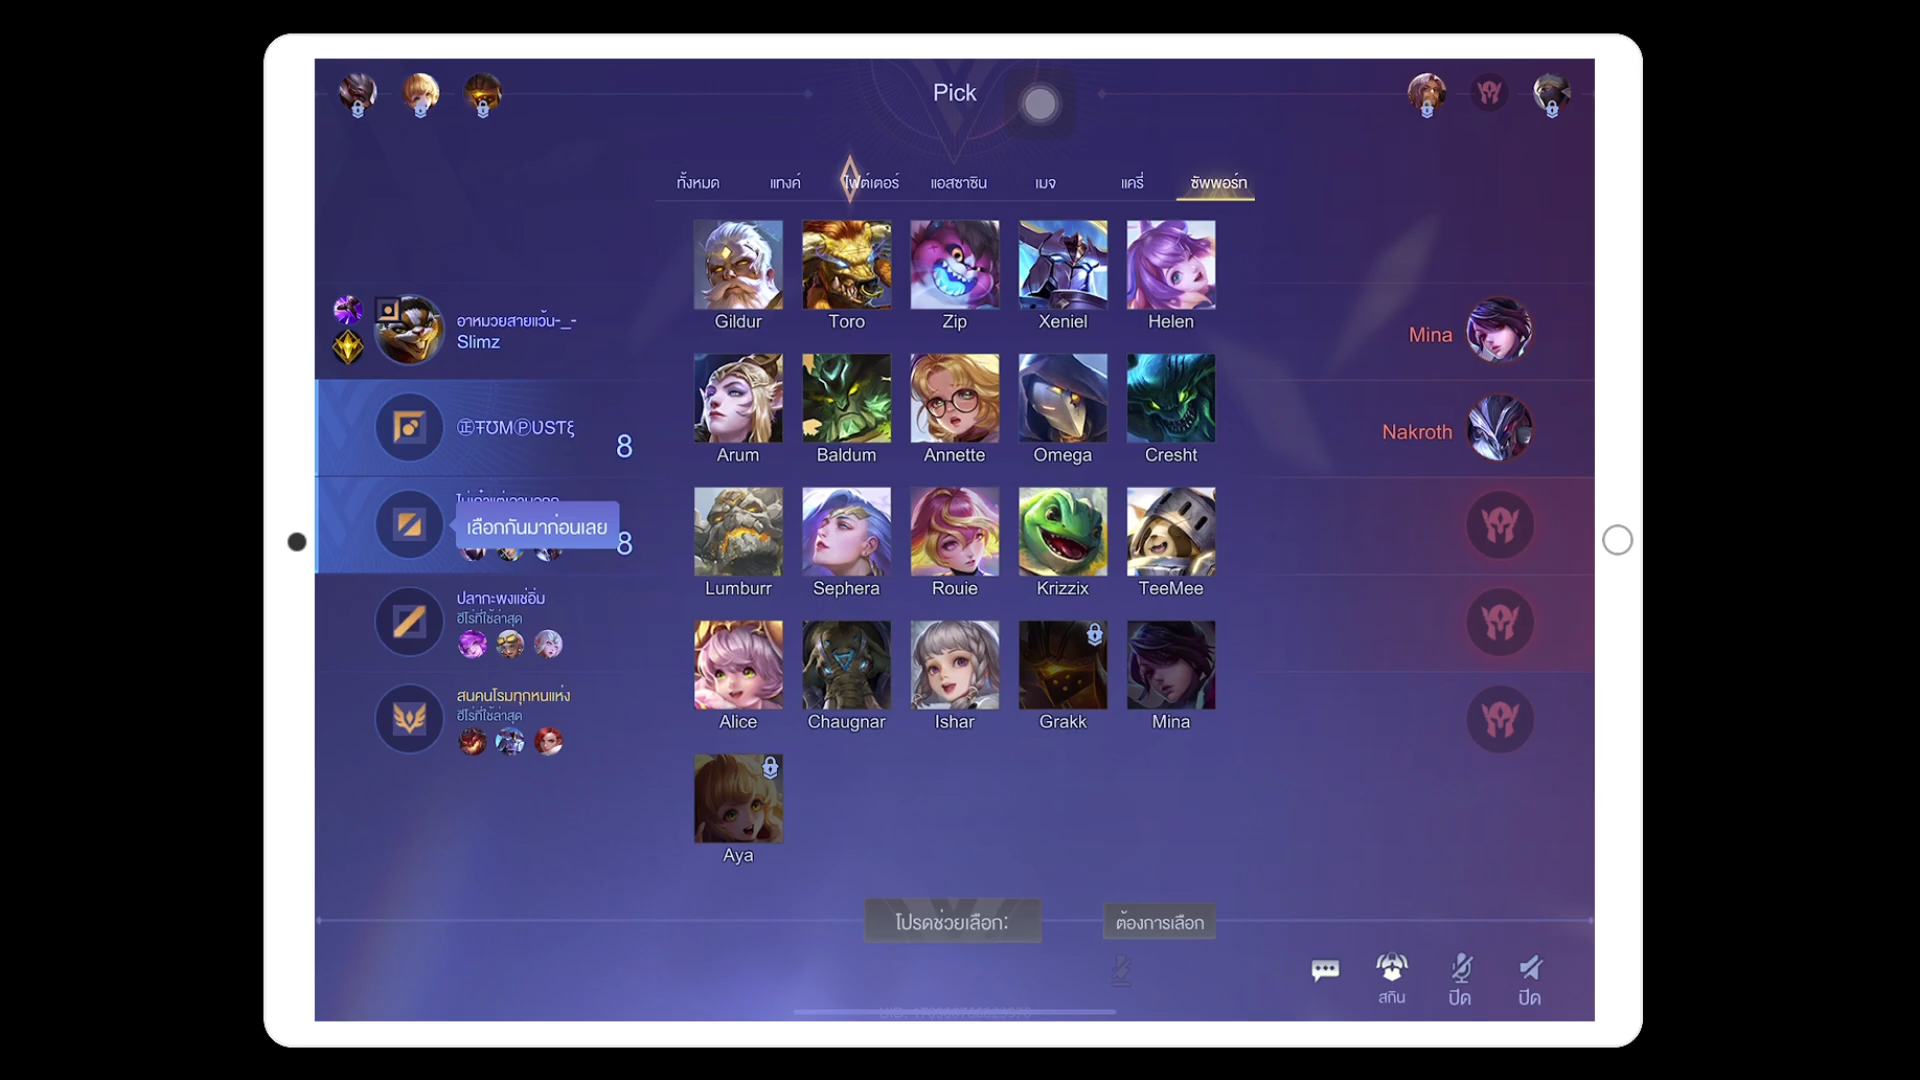 Pick
ทั้งหมด แทงค์ ไฟต์เตอร์ แอสซาซิน เมจ แครี่ ซัพพอร์ท
Gildur Toro Zip Xeniel Helen
อาหมวยสายแว้น-_-
Slimz
Mina
Arum Baldum Annette Omega Cresht
8
Nakroth
เลือกกันมาก่อนเลย
8
Lumburr Sephera Rouie Krizzix TeeMee
ปลากะพงแช่อิ่ม
ฮีโร่ที่ใช้ล่าสุด
Alice Chaugnar Ishar Grakk Mina
สนคนโรมทุกหนแห่ง
ฮีโร่ที่ใช้ล่าสุด
Aya
โปรดช่วยเลือก:
ต้องการเลือก
สกิน ปิด ปิด